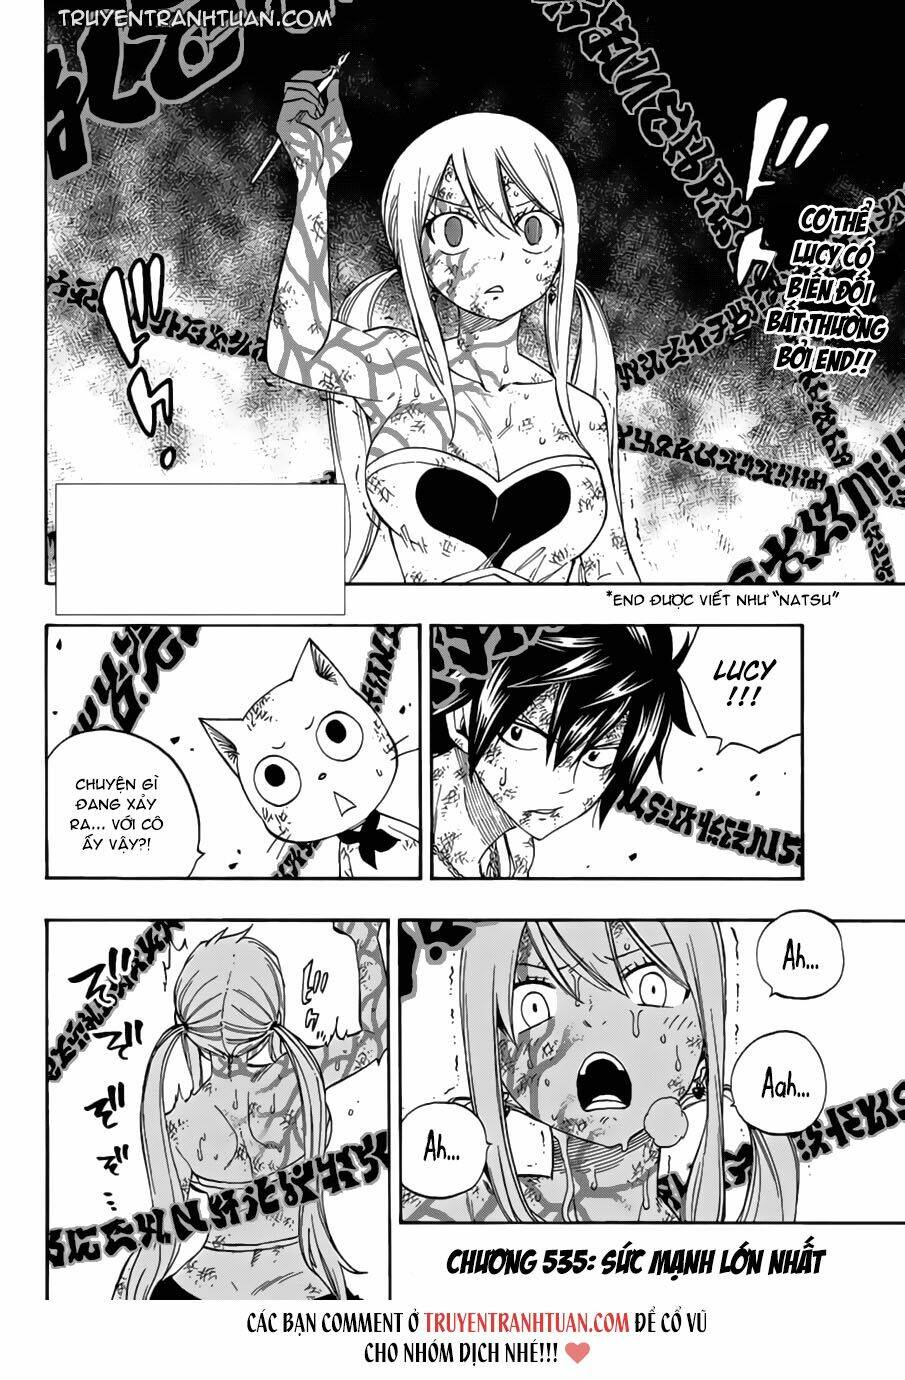 TRUYENTRANHTUAN.COM
CƠ THỂ
LUCY CÓ
BIẾN ĐỔI
BẤT THƯỜNG
BỞI END!!
*END ĐƯỢC VIẾT NHƯ "NATSU"
LUCY
!!!
CHUYỆN GÌ
ĐANG XẢY
RA... VỚI CÔ
ẤY VẬY?!
Ah...
Aah...
Ah...
CHƯƠNG 535: SỨC MẠNH LỚN NHẤT
CÁC BẠN COMMENT Ở TRUYENTRANHTUAN.COM ĐỂ CỔ VŨ
CHO NHÓM DỊCH NHÉ!!!